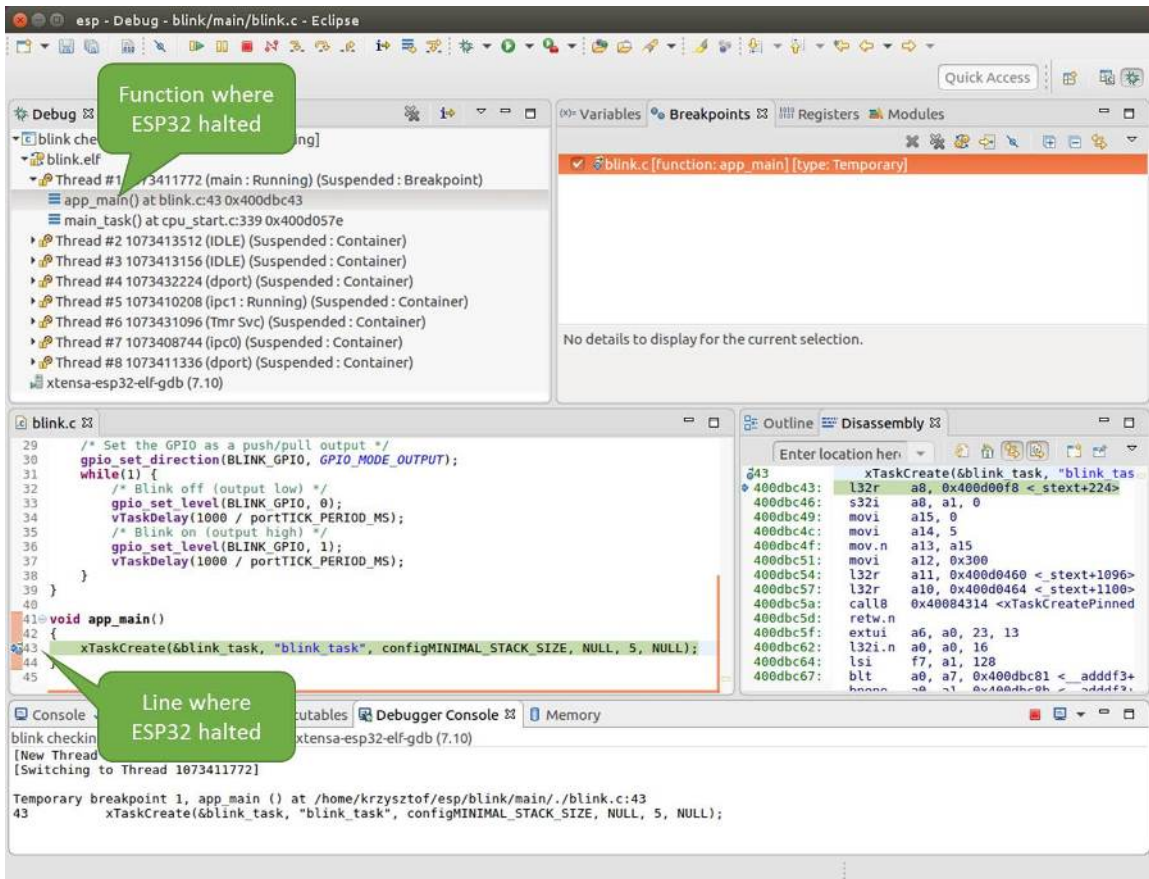 esp - Debug - blink/main/blink.c - Eclipse
Quick Access
Function where
ESP32 halted
Debug
blink che ing]
blink.elf
Thread #1 1073411772 (main : Running) (Suspended : Breakpoint)
app_main() at blink.c:43 0x400dbc43
main_task() at cpu_start.c:339 0x400d057e
Thread #2 1073413512 (IDLE) (Suspended : Container)
Thread #3 1073413156 (IDLE) (Suspended : Container)
Thread #4 1073432224 (dport) (Suspended : Container)
Thread #5 1073410208 (ipc1 : Running) (Suspended : Container)
Thread #6 1073431096 (Tmr Svc) (Suspended : Container)
Thread #7 1073408744 (ipc0) (Suspended : Container)
Thread #8 1073411336 (dport) (Suspended : Container)
xtensa-esp32-elf-gdb (7.10)
(x)= Variables Breakpoints Registers Modules
blink.c [function: app_main] [type: Temporary]
No details to display for the current selection.
blink.c
29 /* Set the GPIO as a push/pull output */
30 gpio_set_direction(BLINK_GPIO, GPIO_MODE_OUTPUT);
31 while(1) {
32 /* Blink off (output low) */
33 gpio_set_level(BLINK_GPIO, 0);
34 vTaskDelay(1000 / portTICK_PERIOD_MS);
35 /* Blink on (output high) */
36 gpio_set_level(BLINK_GPIO, 1);
37 vTaskDelay(1000 / portTICK_PERIOD_MS);
38 }
39 }
40
41 void app_main()
42 {
43 xTaskCreate(&blink_task, "blink_task", configMINIMAL_STACK_SIZE, NULL, 5, NULL);
44
45
Line where
ESP32 halted
Outline Disassembly
Enter location her
43 xTaskCreate(&blink_task, "blink_tas
400dbc43: l32r a8, 0x400d00f8 <_stext+224>
400dbc46: s32i a8, a1, 0
400dbc49: movi a15, 0
400dbc4c: movi a14, 5
400dbc4f: mov.n a13, a15
400dbc51: movi a12, 0x300
400dbc54: l32r a11, 0x400d0460 <_stext+1096>
400dbc57: l32r a10, 0x400d0464 <_stext+1100>
400dbc5a: call8 0x40084314 <xTaskCreatePinned
400dbc5d: retw.n
400dbc5f: extui a6, a0, 23, 13
400dbc62: l32i.n a0, a0, 16
400dbc64: lsi f7, a1, 128
400dbc67: blt a0, a7, 0x400dbc81 <__adddf3+
Console utables Debugger Console Memory
blink checkin xtensa-esp32-elf-gdb (7.10)
[New Thread
[Switching to Thread 1073411772]
Temporary breakpoint 1, app_main () at /home/krzysztof/esp/blink/main/./blink.c:43
43 xTaskCreate(&blink_task, "blink_task", configMINIMAL_STACK_SIZE, NULL, 5, NULL);